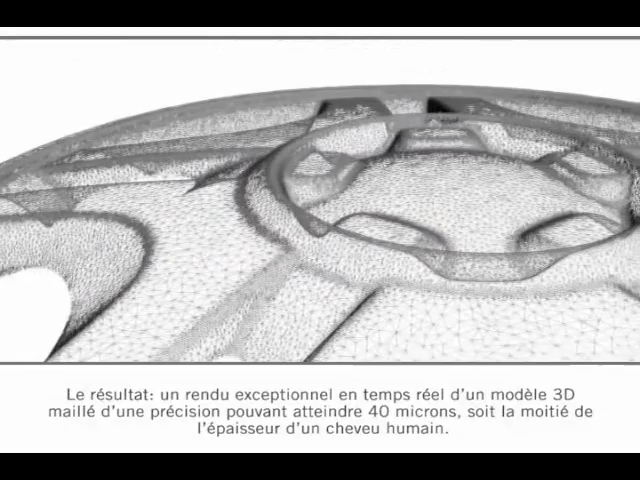 Le résultat: un rendu exceptionnel en temps réel d'un modèle 3D
maillé d'une précision pouvant atteindre 40 microns, soit la moitié de
l'épaisseur d'un cheveu humain.